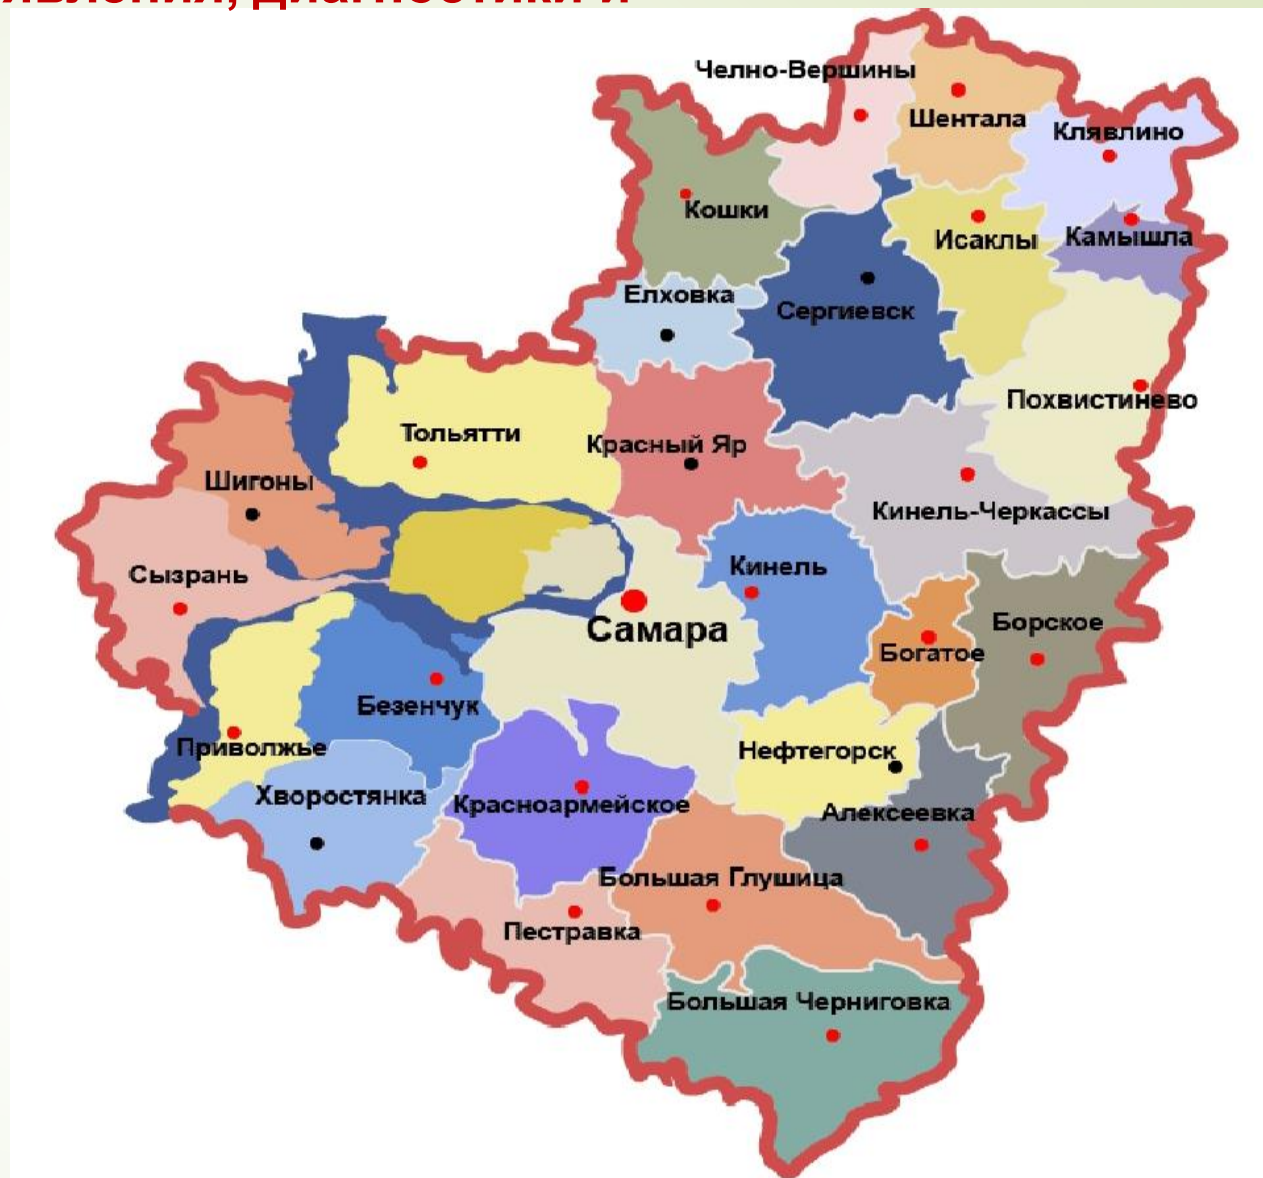 диагностики и
Челно-Вершины
Шентала
Клявлино
Кошки
Исаклы
Камышла
Елховка
Сергиевск
Похвистинево
Тольятти
Красный Яр
Шигоны
Кинель-Черкассы
Сызрань
Кинель
Самара
Борское
Богатое
Безенчук
Приволжье
Нефтегорск
Хворостянка
Красноармейское
Алексеевка
Большая Глушица
Пестравка
Большая Черниговка